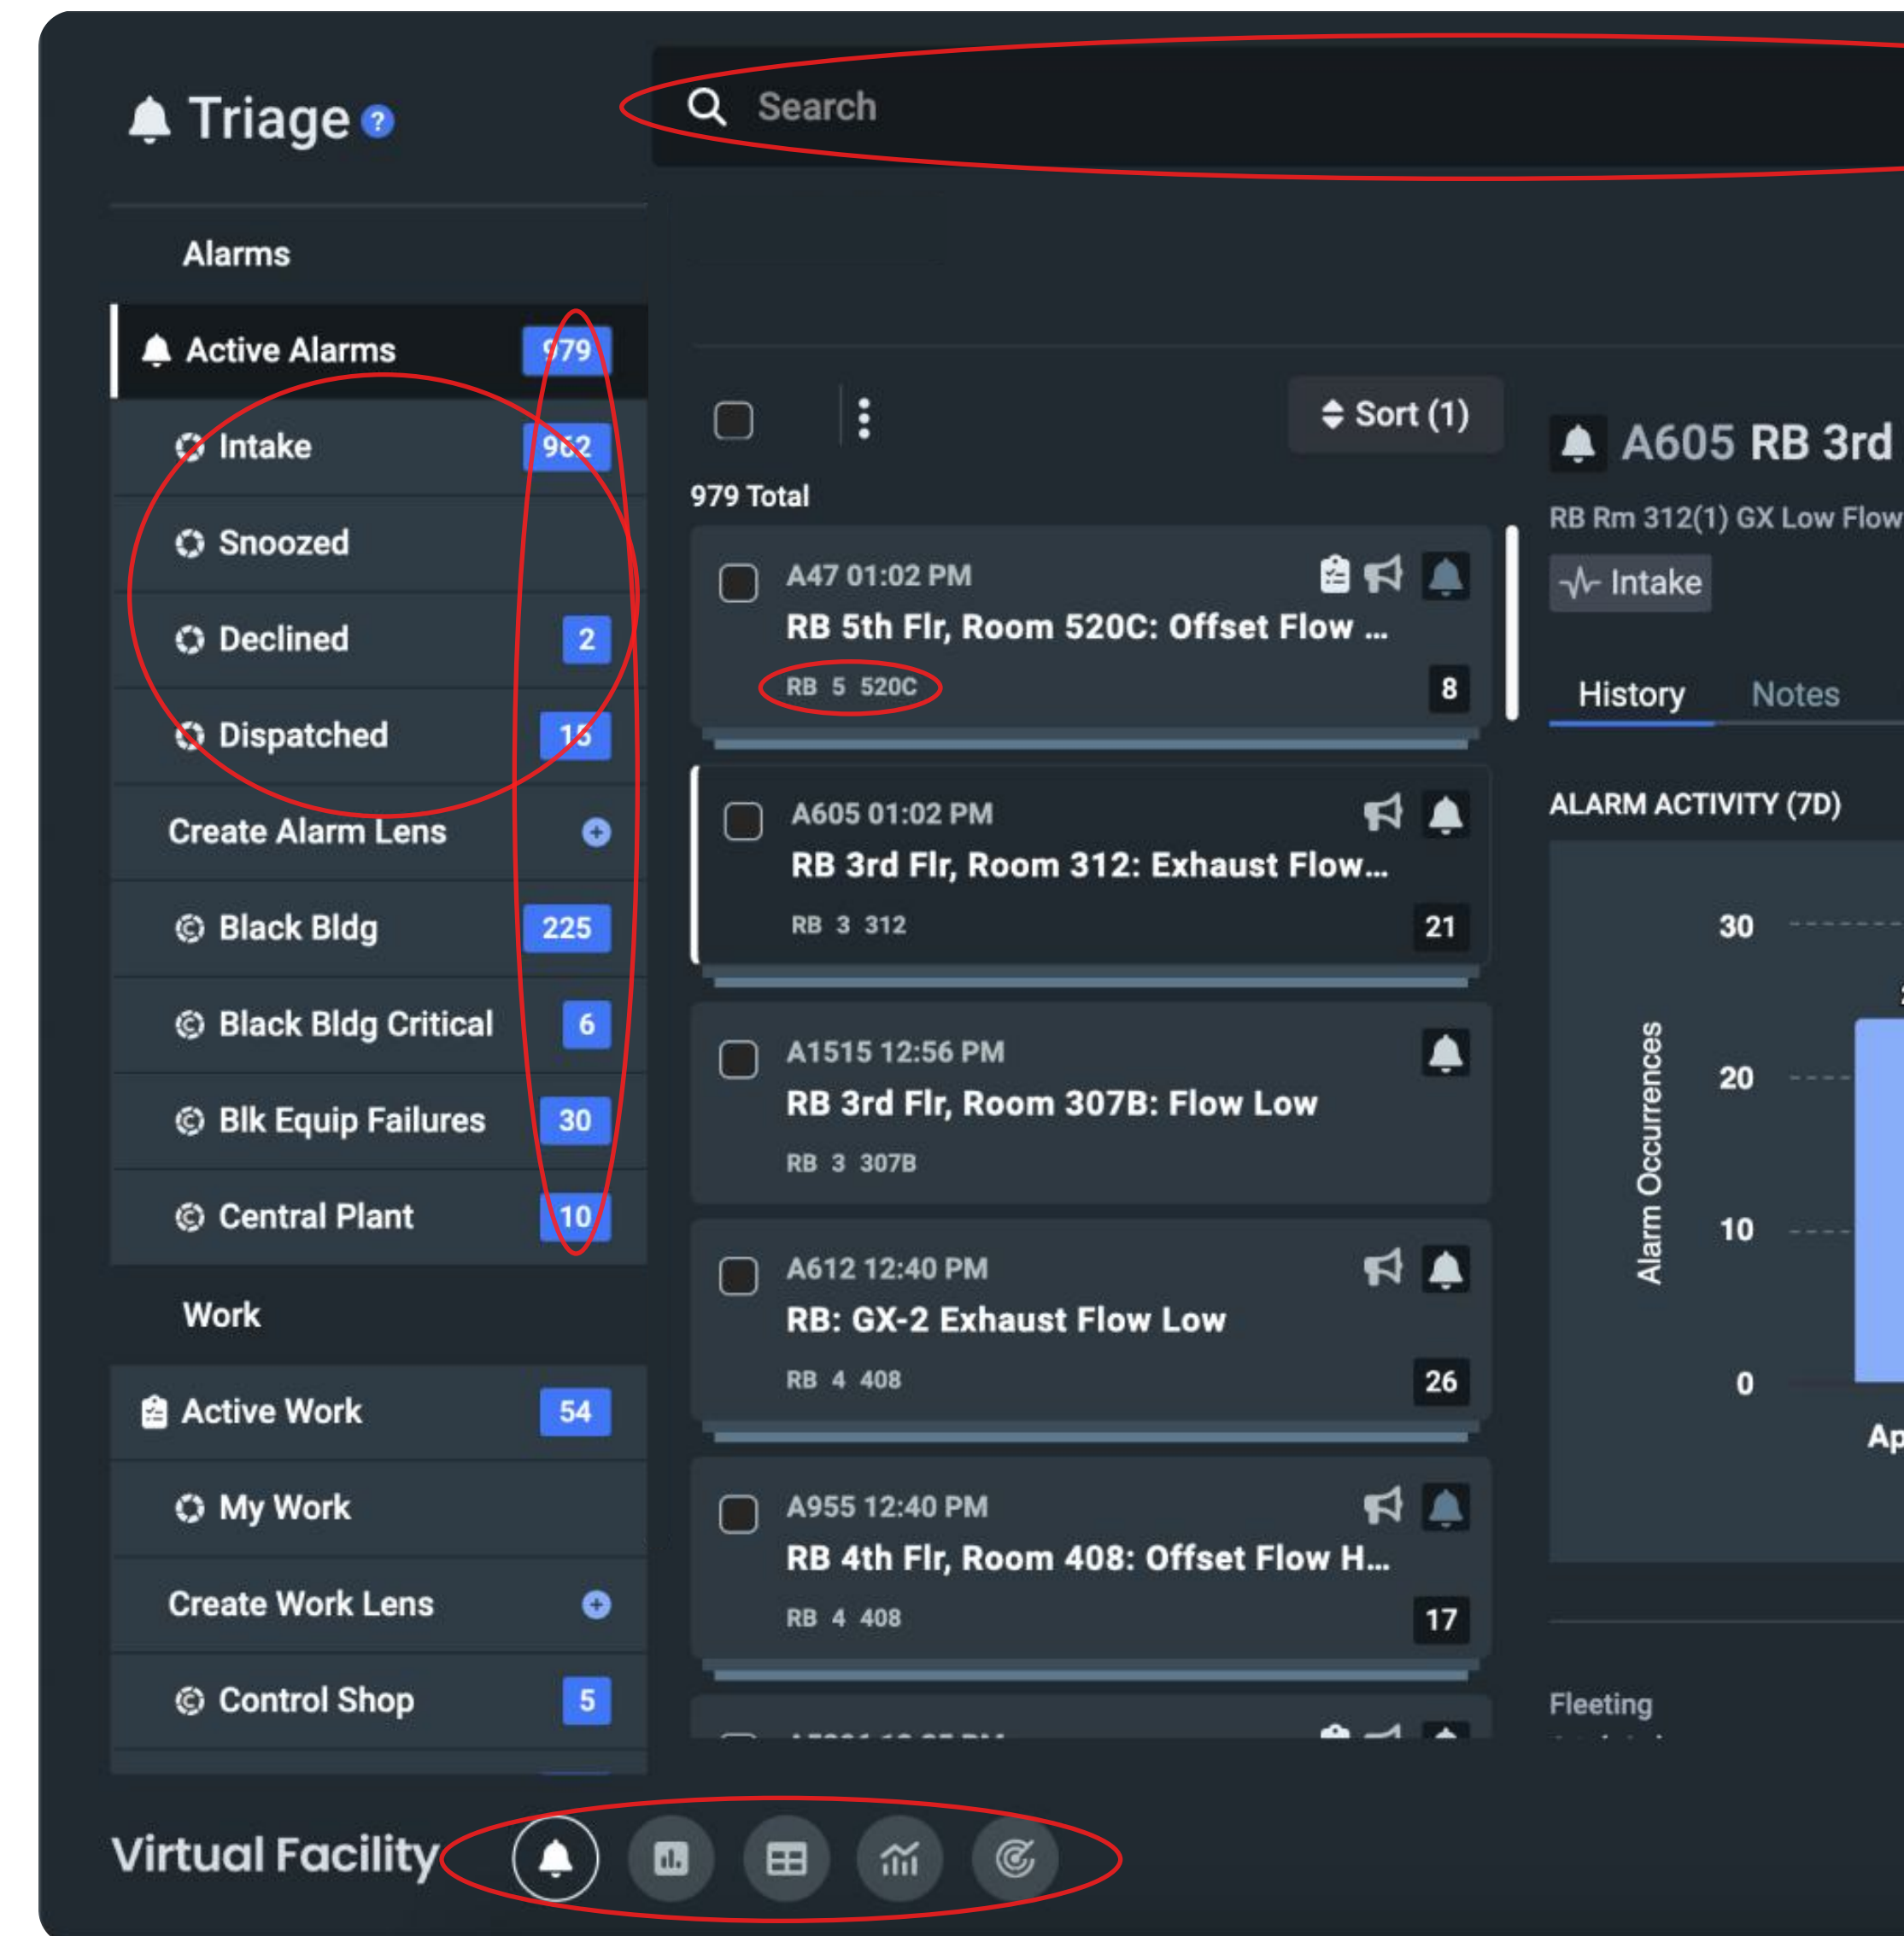 Triage ?
Search
Alarms
Active Alarms 979
Intake 962
Snoozed
Declined 2
Dispatched 15
Create Alarm Lens
Black Bldg 225
Black Bldg Critical 6
Blk Equip Failures 30
Central Plant 10
Work
Active Work 54
My Work
Create Work Lens
Control Shop 5
Sort (1)
979 Total
A47 01:02 PM
RB 5th Flr, Room 520C: Offset Flow ...
RB 5 520C 8
A605 01:02 PM
RB 3rd Flr, Room 312: Exhaust Flow...
RB 3 312 21
A1515 12:56 PM
RB 3rd Flr, Room 307B: Flow Low
RB 3 307B
A612 12:40 PM
RB: GX-2 Exhaust Flow Low
RB 4 408 26
A955 12:40 PM
RB 4th Flr, Room 408: Offset Flow H...
RB 4 408 17
A605 RB 3rd
RB Rm 312(1) GX Low Flow
Intake
History Notes
ALARM ACTIVITY (7D)
Alarm Occurrences
30
20
10
0
Ap
Fleeting
Virtual Facility